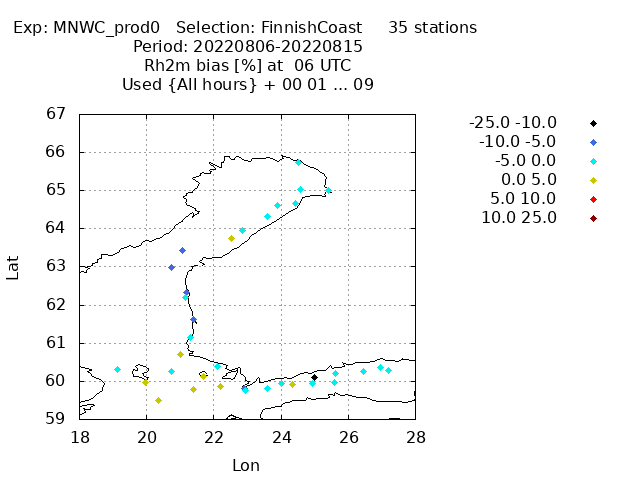 Exp: MNWC_prod0   Selection: FinnishCoast     35 stations
Period: 20220806-20220815
Rh2m bias [%] at  06 UTC
Used {All hours} + 00 01 ... 09
-25.0 -10.0
-10.0 -5.0
-5.0 0.0
0.0 5.0
5.0 10.0
10.0 25.0
67
66
65
64
63
62
61
60
59
Lat
18 20 22 24 26 28
Lon